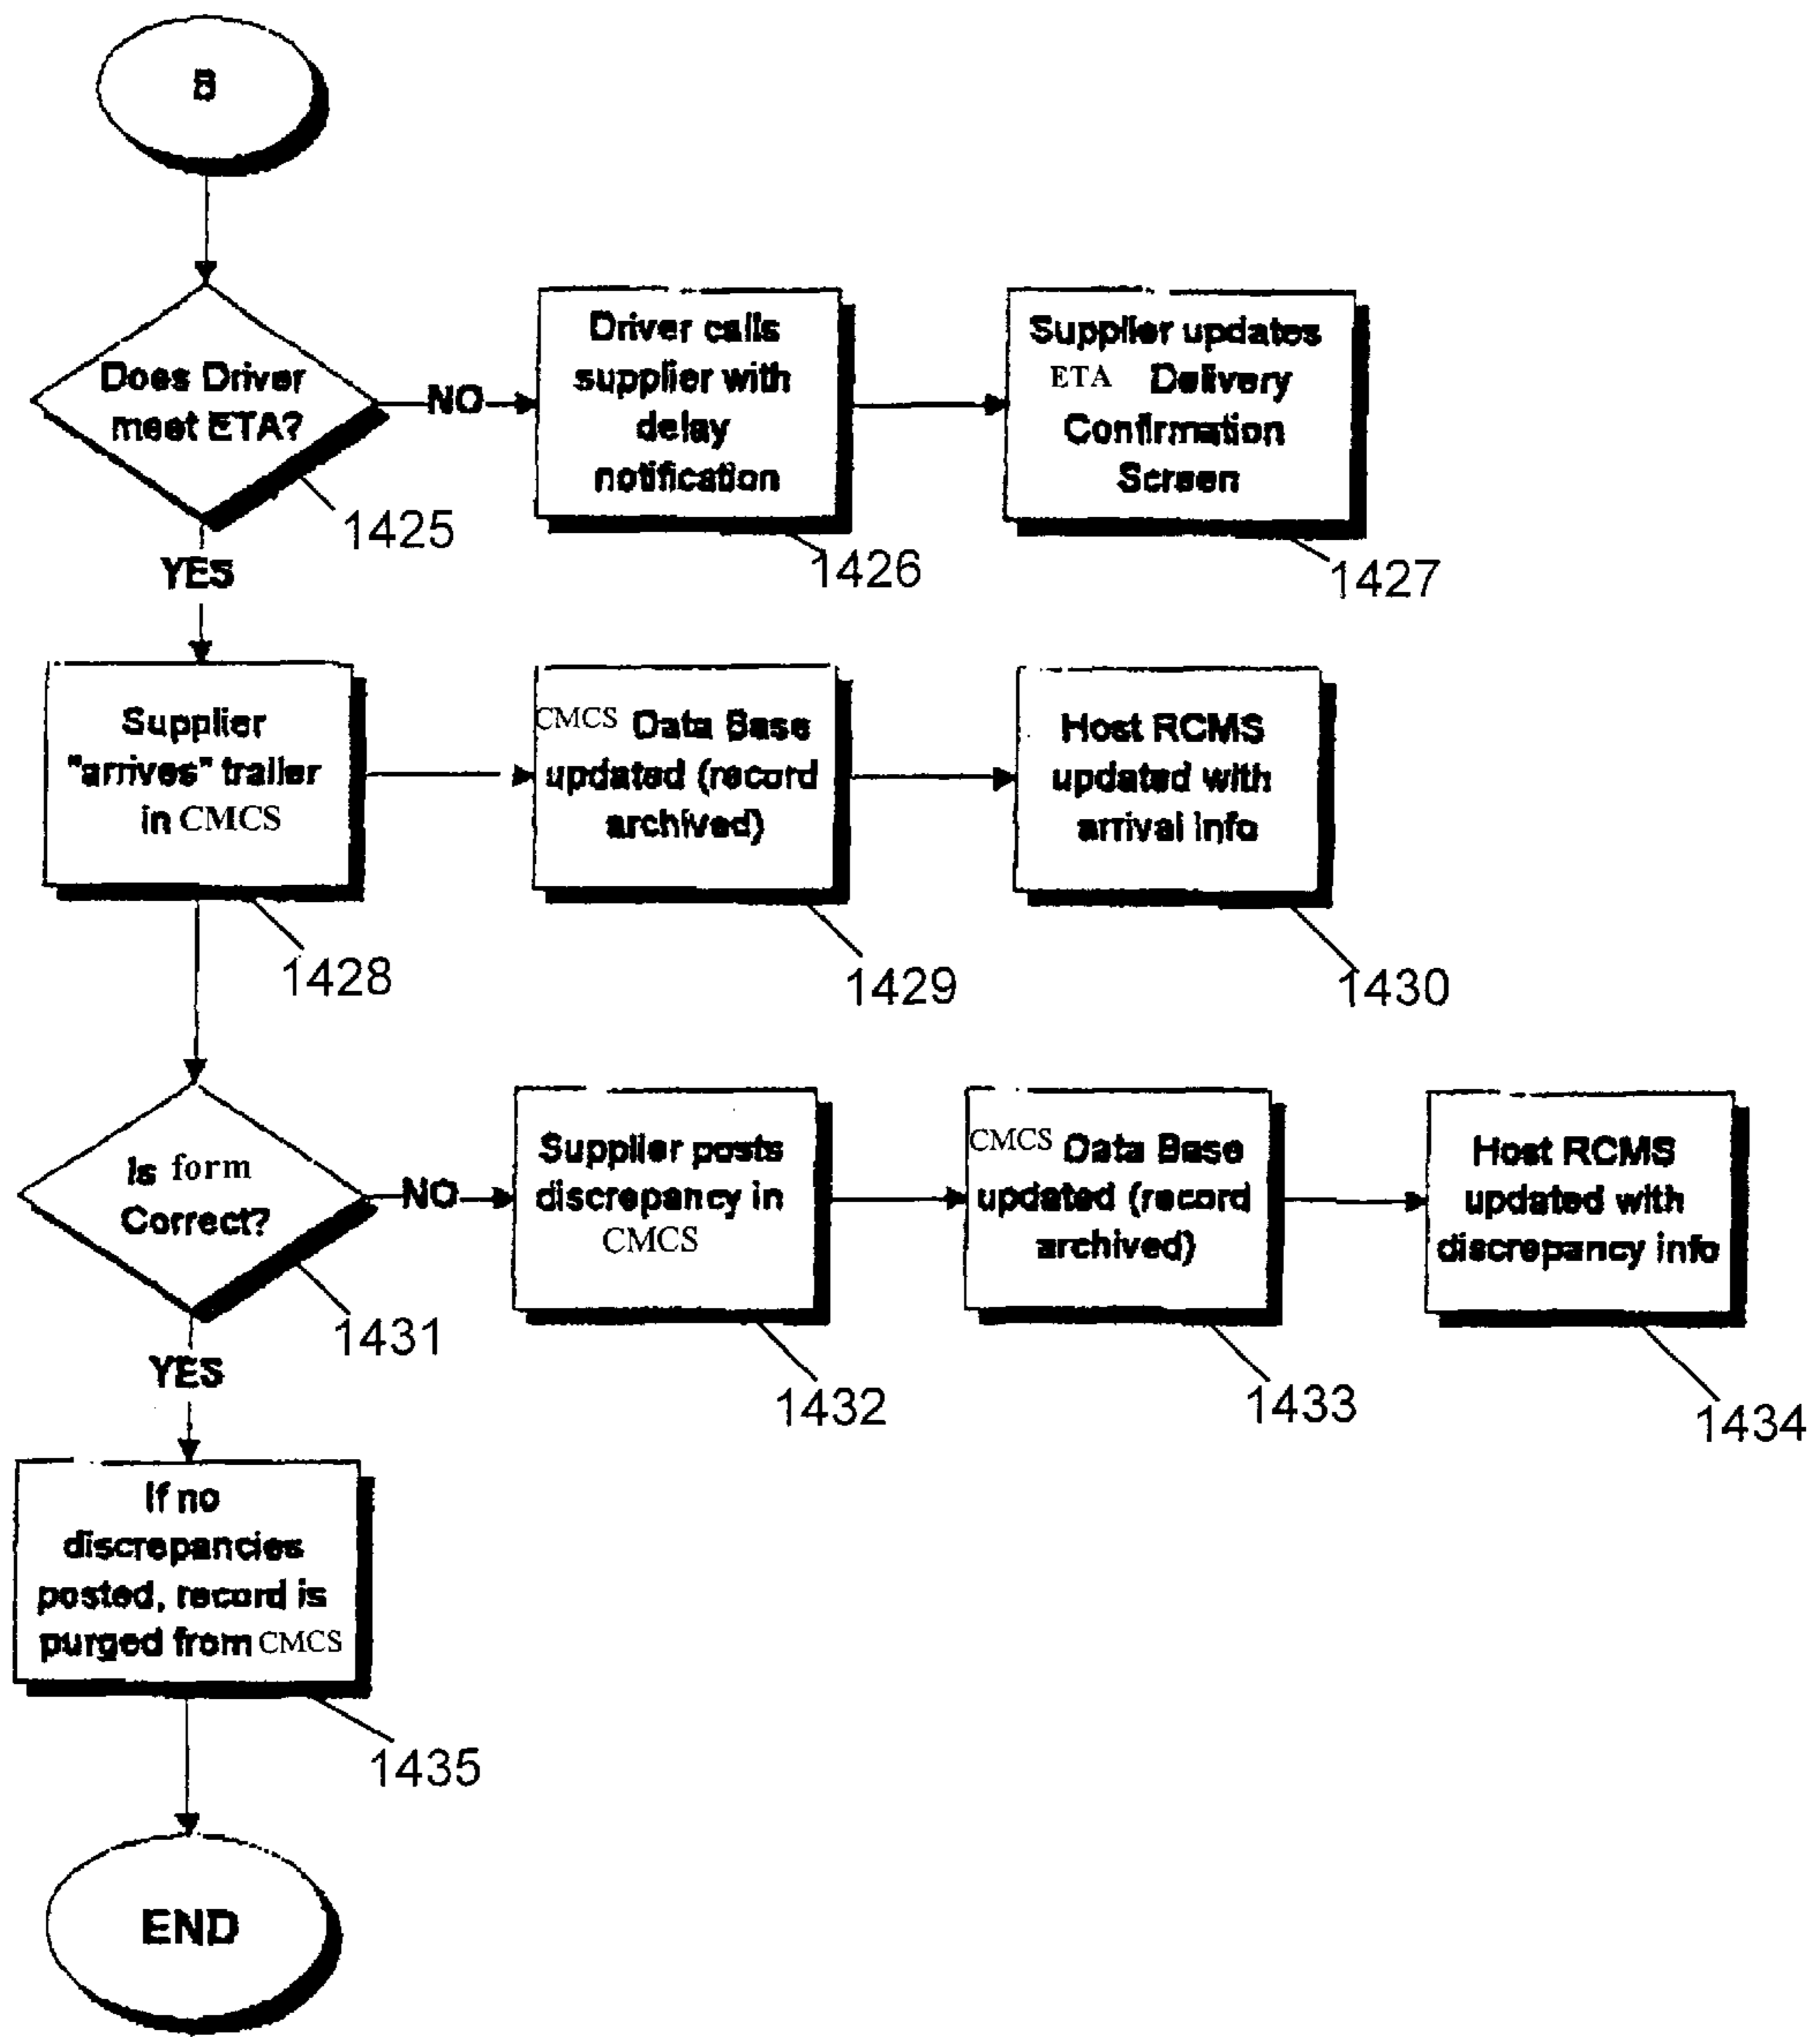 B
Does Driver
meet ETA?
NO
Driver calls
supplier with
delay
notification
Supplier updates
ETA Delivery
Confirmation
Screen
1425
1426
1427
YES
Supplier
"arrives" trailer
in CMCS
CMCS Data Base
updated (record
archived)
Host RCMS
updated with
arrival info
1428
1429
1430
Is form
Correct?
NO
Supplier posts
discrepancy in
CMCS
CMCS Data Base
updated (record
archived)
Host RCMS
updated with
discrepancy info
1431
1432
1433
1434
YES
If no
discrepancies
posted, record is
purged from CMCS
1435
END